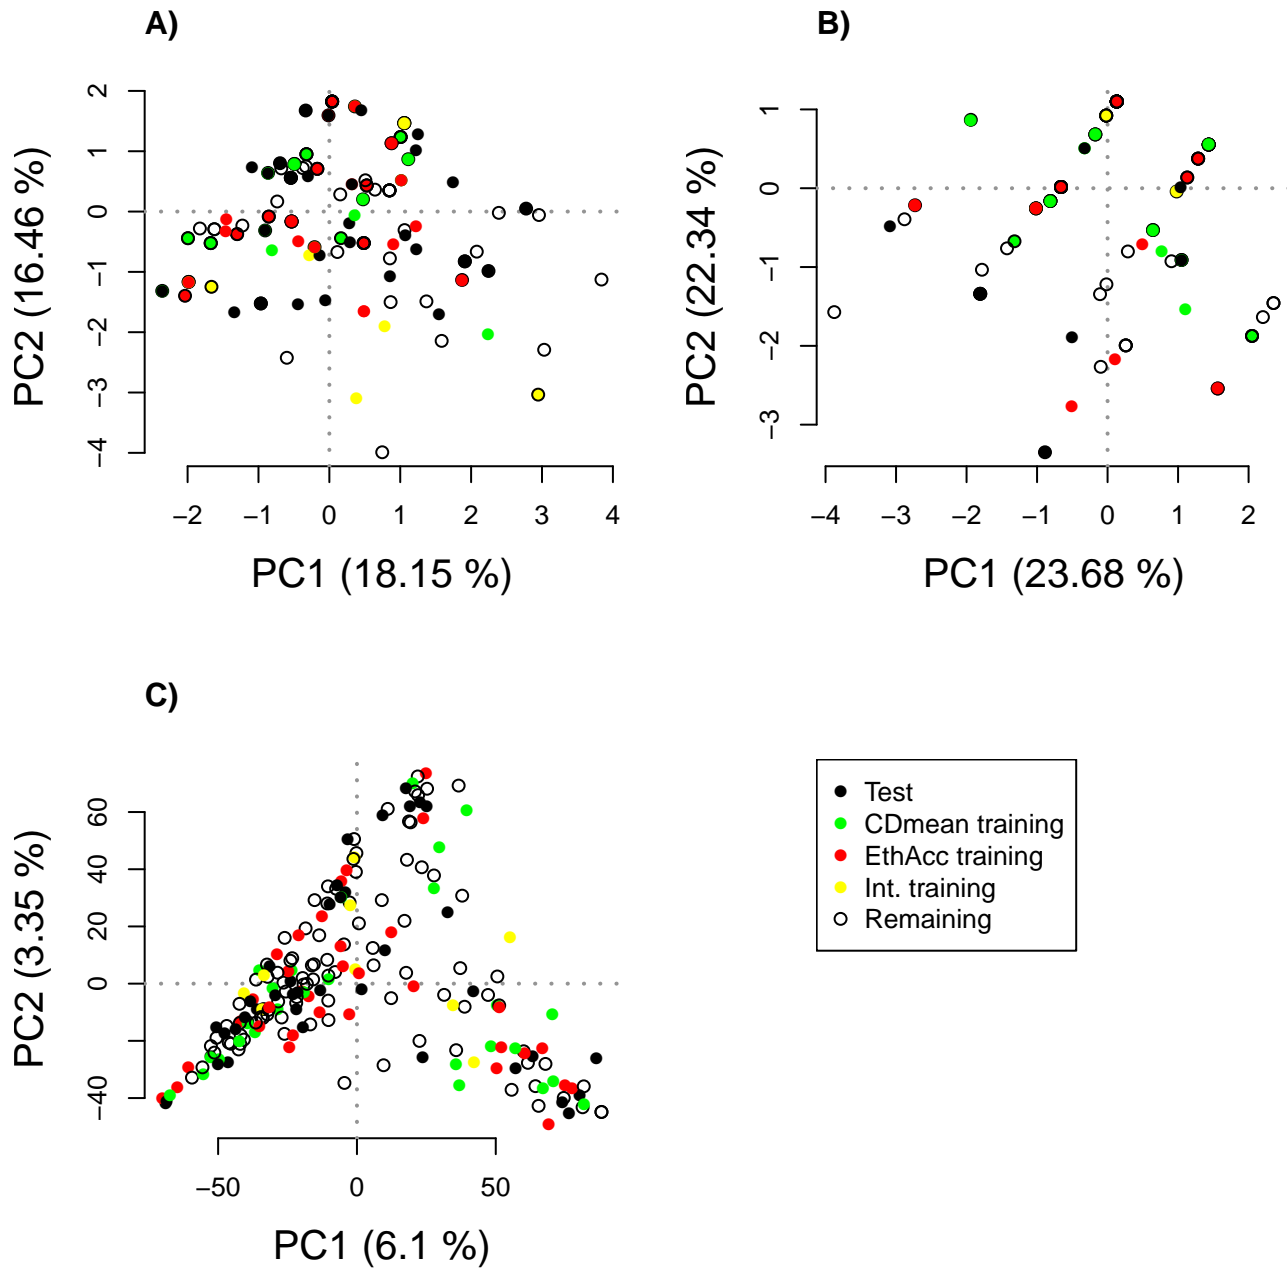 A)
2
1
0
−1
−2
−3
−4
PC2 (16.46 %)
−2 −1 0 1 2 3 4
PC1 (18.15 %)
B)
1
0
−1
−2
−3
PC2 (22.34 %)
−4 −3 −2 −1 0 1 2
PC1 (23.68 %)
C)
60
40
20
0
−40
PC2 (3.35 %)
−50 0 50
PC1 (6.1 %)
Test
CDmean training
EthAcc training
Int. training
Remaining